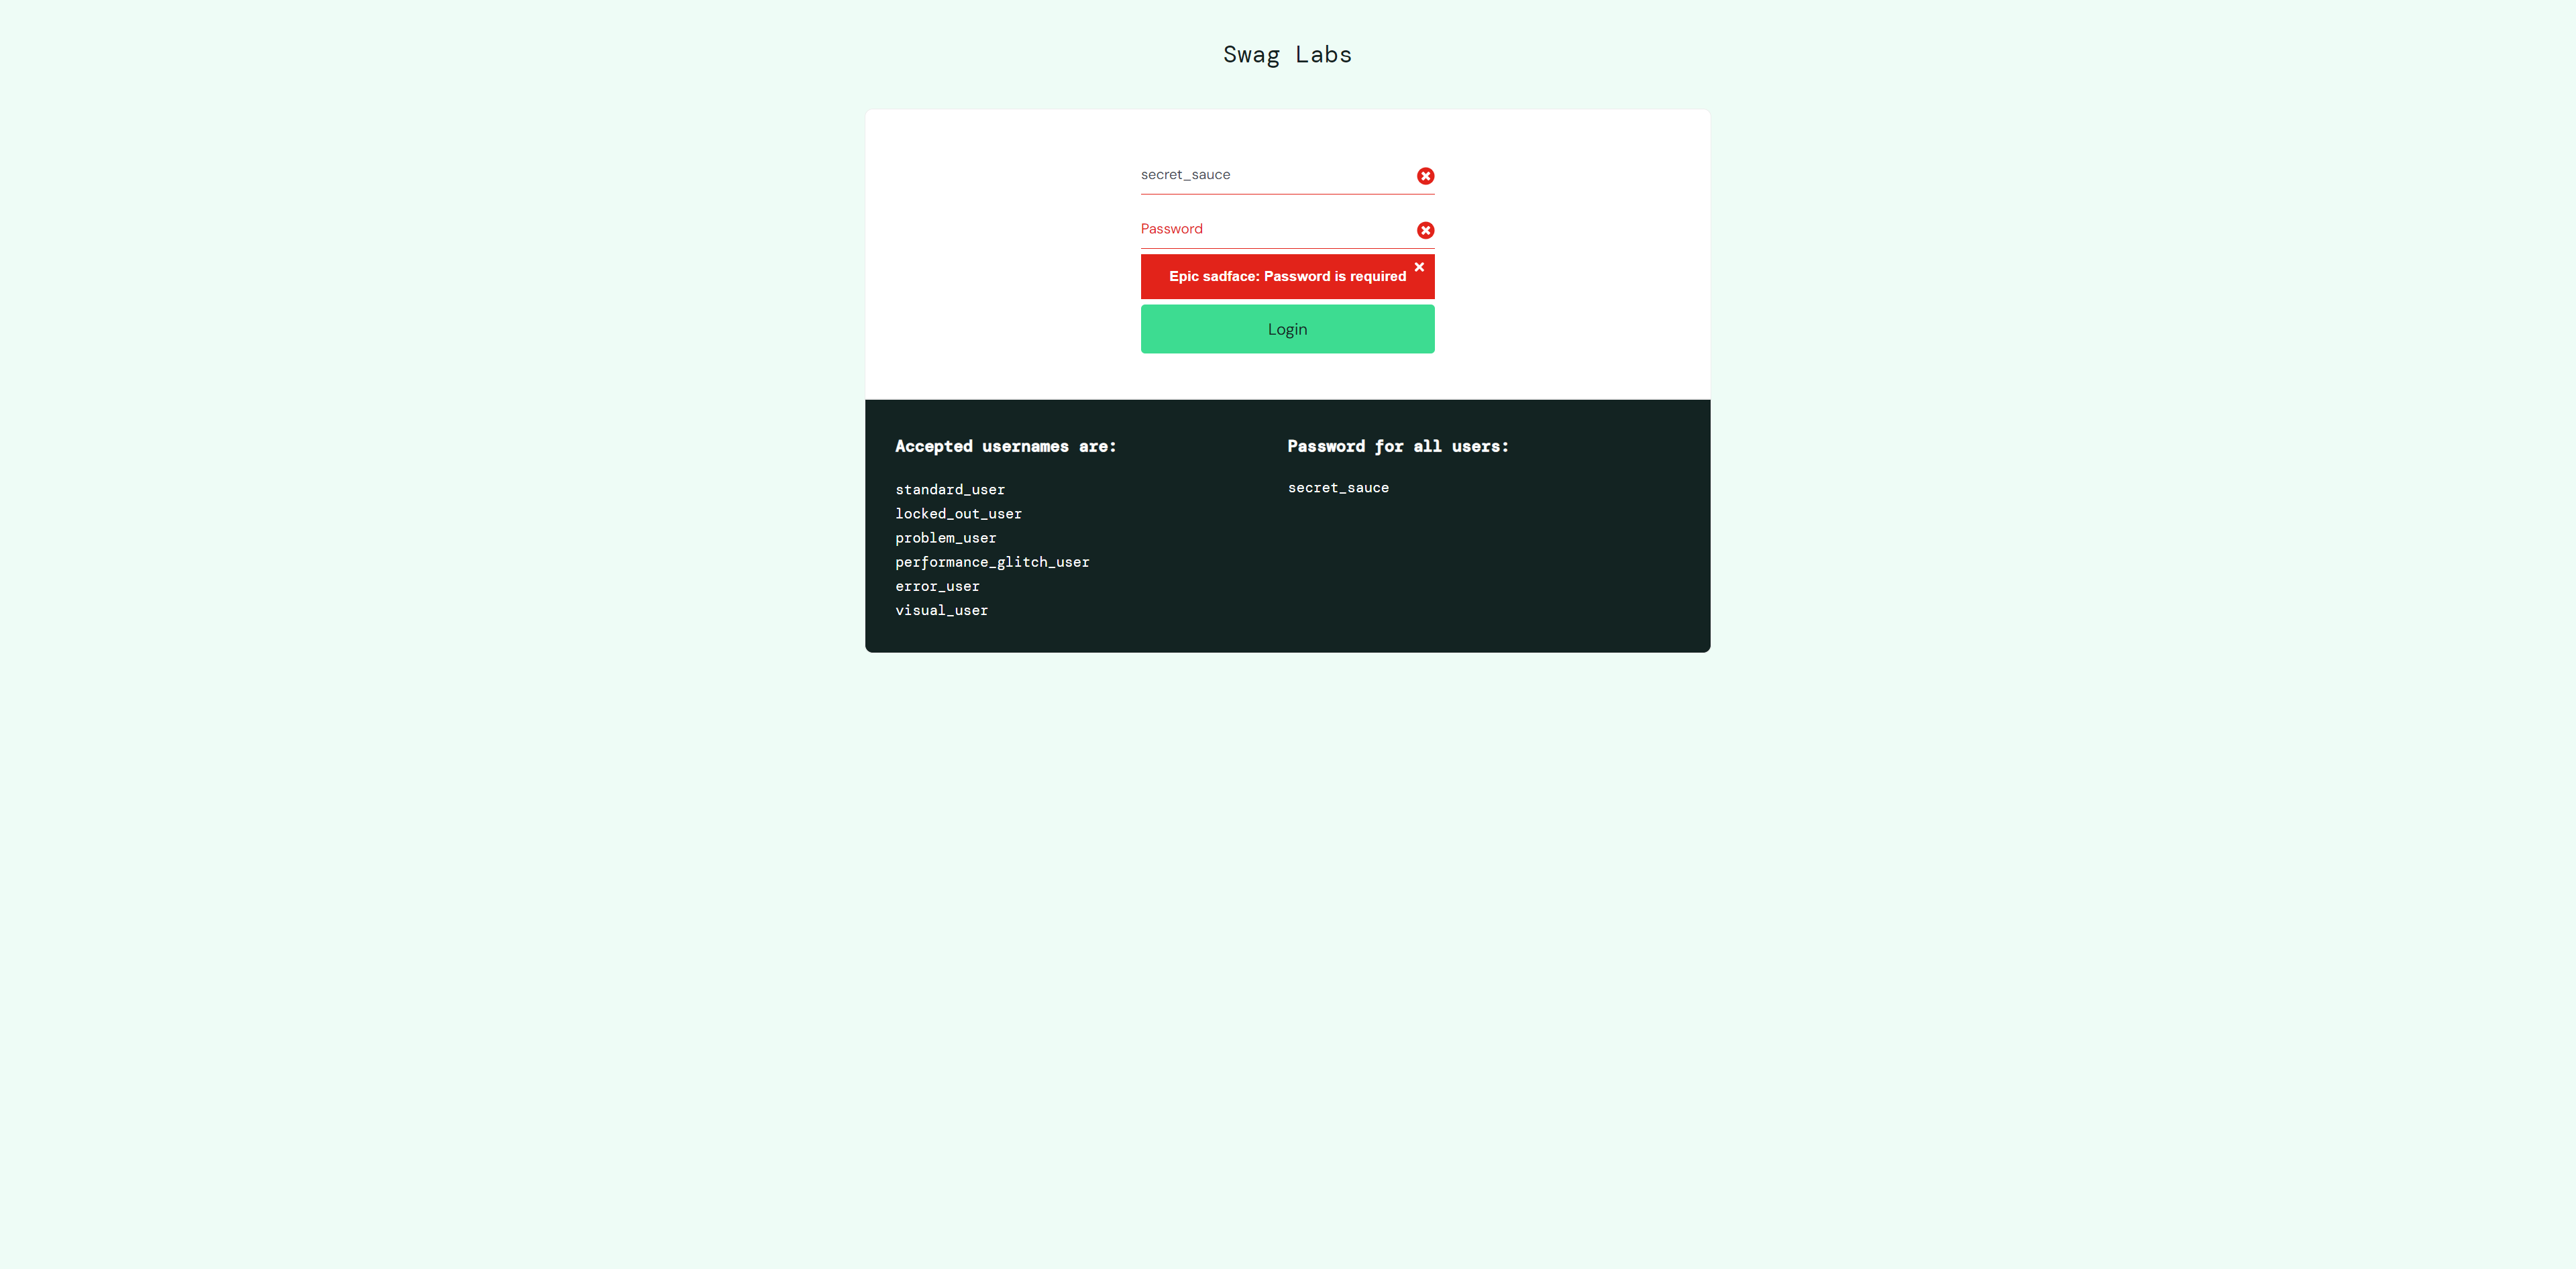 Swag Labs
secret_sauce
Password
Epic sadface: Password is required
Login
Accepted usernames are:
standard_user
locked_out_user
problem_user
performance_glitch_user
error_user
visual_user
Password for all users:
secret_sauce